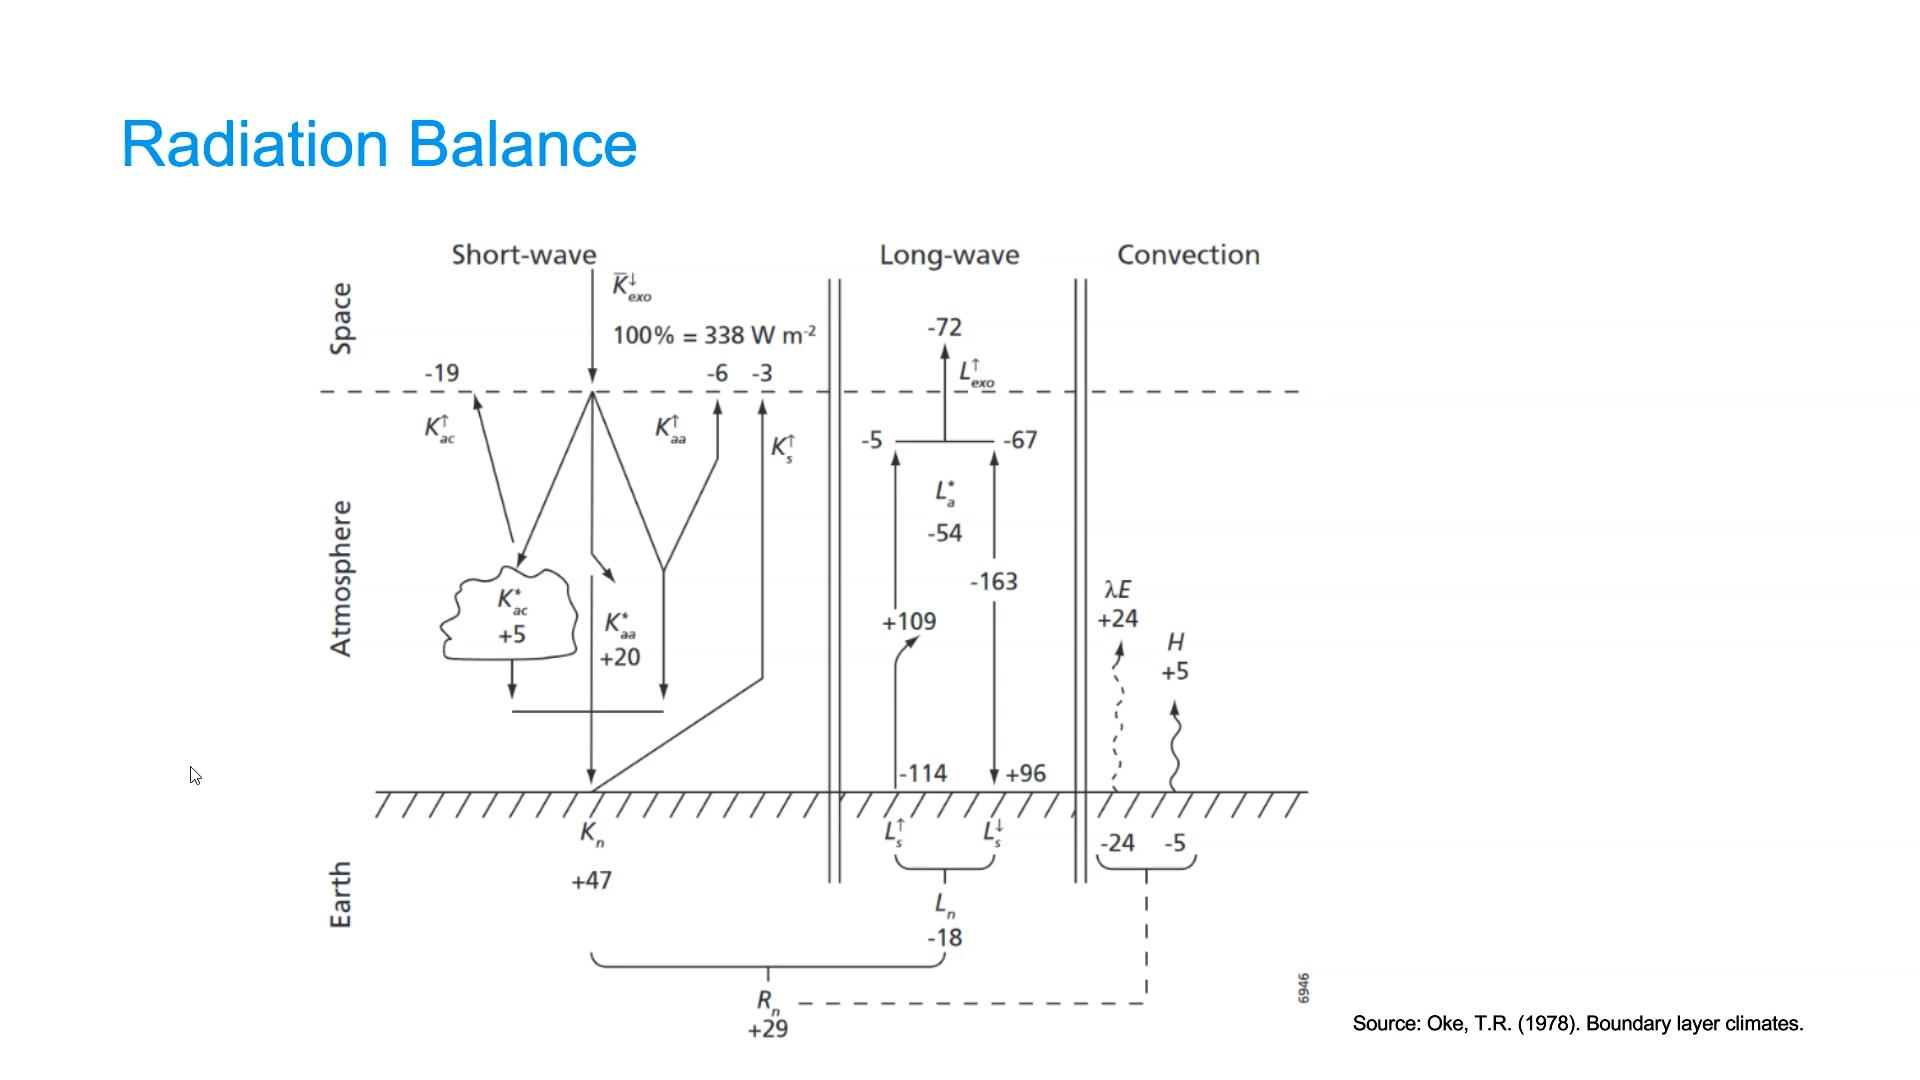 Radiation Balance
Short-wave
Long-wave
Convection
Space
K̅↓exo
100% = 338 W m-2
-72
L↑exo
-19
-6
-3
K↑ac
K↑aa
K↑s
-5
-67
Atmosphere
L*a
-54
-163
K*ac
+5
K*aa
+20
+109
λE
+24
H
+5
-114
+96
Kn
+47
L↑s
L↓s
-24
-5
Earth
Ln
-18
Rn
+29
6946
Source: Oke, T.R. (1978). Boundary layer climates.